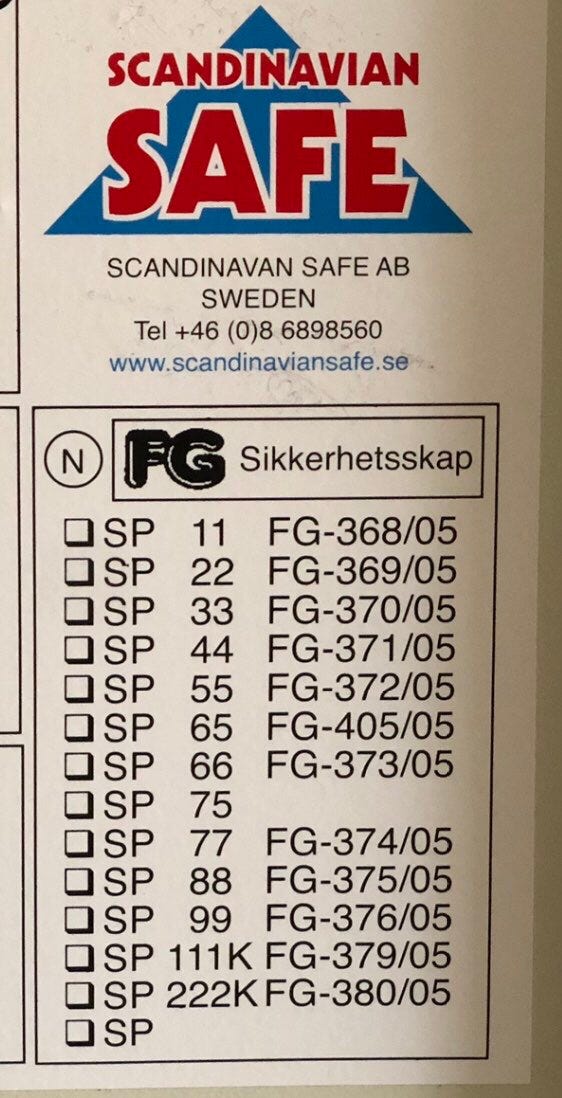 SCANDINAVIAN
SAFE
SCANDINAVAN SAFE AB
SWEDEN
Tel +46 (0)8 6898560
www.scandinaviansafe.se
N FG Sikkerhetsskap
❑ SP 11 FG-368/05
❑ SP 22 FG-369/05
❑ SP 33 FG-370/05
❑ SP 44 FG-371/05
❑ SP 55 FG-372/05
❑ SP 65 FG-405/05
❑ SP 66 FG-373/05
❑ SP 75
❑ SP 77 FG-374/05
❑ SP 88 FG-375/05
❑ SP 99 FG-376/05
❑ SP 111K FG-379/05
❑ SP 222K FG-380/05
❑ SP